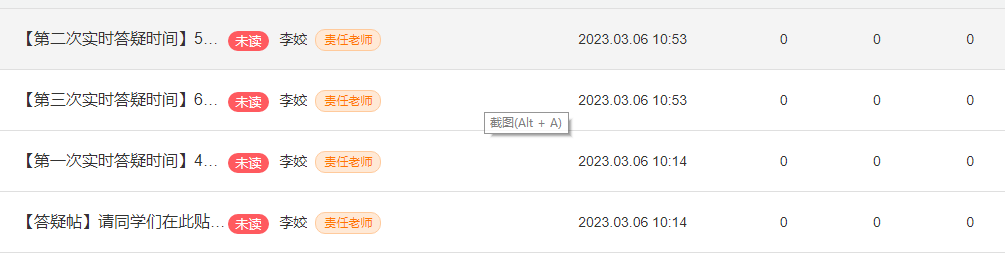 【第二次实时答疑时间】5... 未读 李姣 责任老师 2023.03.06 10:53 0 0 0
【第三次实时答疑时间】6... 未读 李姣 责任老师 2023.03.06 10:53 0 0 0
截图(Alt + A)
【第一次实时答疑时间】4... 未读 李姣 责任老师 2023.03.06 10:14 0 0 0
【答疑帖】请同学们在此贴... 未读 李姣 责任老师 2023.03.06 10:14 0 0 0